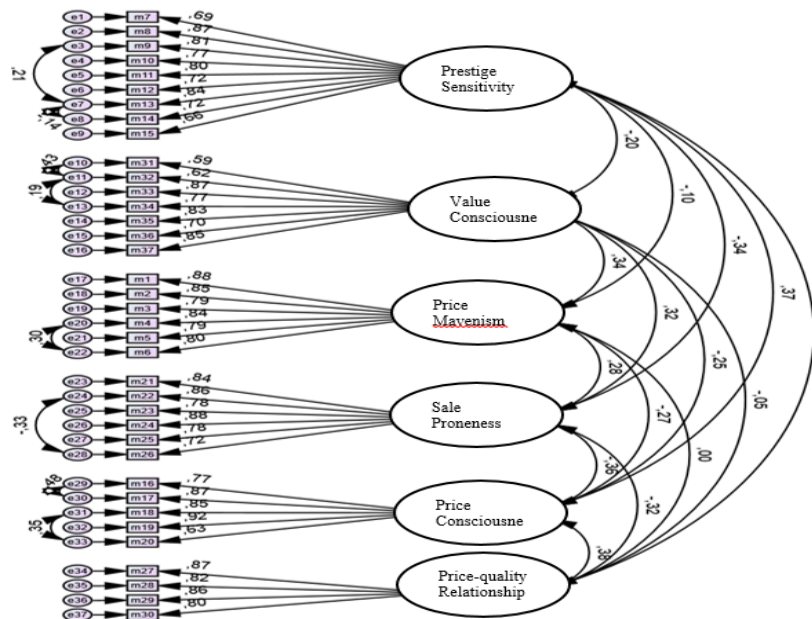 e1 m7 ,69
e2 m8 ,87
e3 m9 ,81
e4 m10 ,77
e5 m11 ,80
e6 m12 ,72
e7 m13 ,84
e8 m14 ,72
e9 m15 ,66
,21
-,14
Prestige
Sensitivity
e10 m31 ,59
e11 m32 ,62
e12 m33 ,87
e13 m34 ,77
e14 m35 ,83
e15 m36 ,70
e16 m37 ,85
,19
Value
Consciousne
e17 m1 ,88
e18 m2 ,85
e19 m3 ,79
e20 m4 ,84
e21 m5 ,79
e22 m6 ,80
,30
Price
Mavenism
e23 m21 ,84
e24 m22 ,86
e25 m23 ,78
e26 m24 ,88
e27 m25 ,78
e28 m26 ,72
-,33
Sale
Proneness
e29 m16 ,77
e30 m17 ,87
e31 m18 ,85
e32 m19 ,92
e33 m20 ,63
,35
Price
Consciousne
e34 m27 ,87
e35 m28 ,82
e36 m29 ,86
e37 m30 ,80
Price-quality
Relationship
-,20
-,10
-,34
,37
,34
,32
-,25
-,05
,28
-,27
,00
-,36
-,32
,38